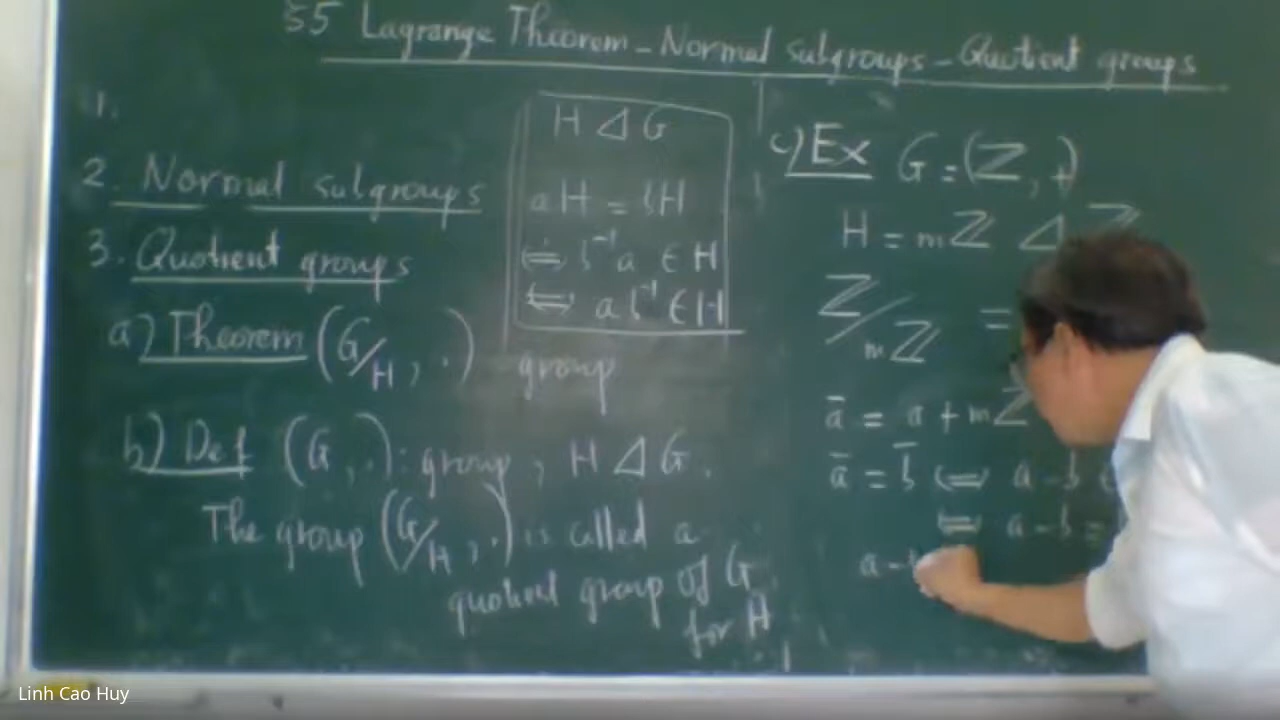 §5 Lagrange Theorem - Normal subgroups - Quotient groups
1.
2. Normal subgroups
3. Quotient groups
a) Theorem (G/H, .) group
b) Def (G, .): group, H Δ G.
The group (G/H, .) is called a
quotient group of G
for H
H Δ G
aH = bH
⇔ b⁻¹a ∈ H
⇔ ab⁻¹ ∈ H
c) Ex G = (ℤ, +)
H = mℤ Δ ℤ
ℤ/mℤ =
ā = a + mℤ
ā = b̄ ⇔ a - b ∈
⇔ a - b =
a -
Linh Cao Huy